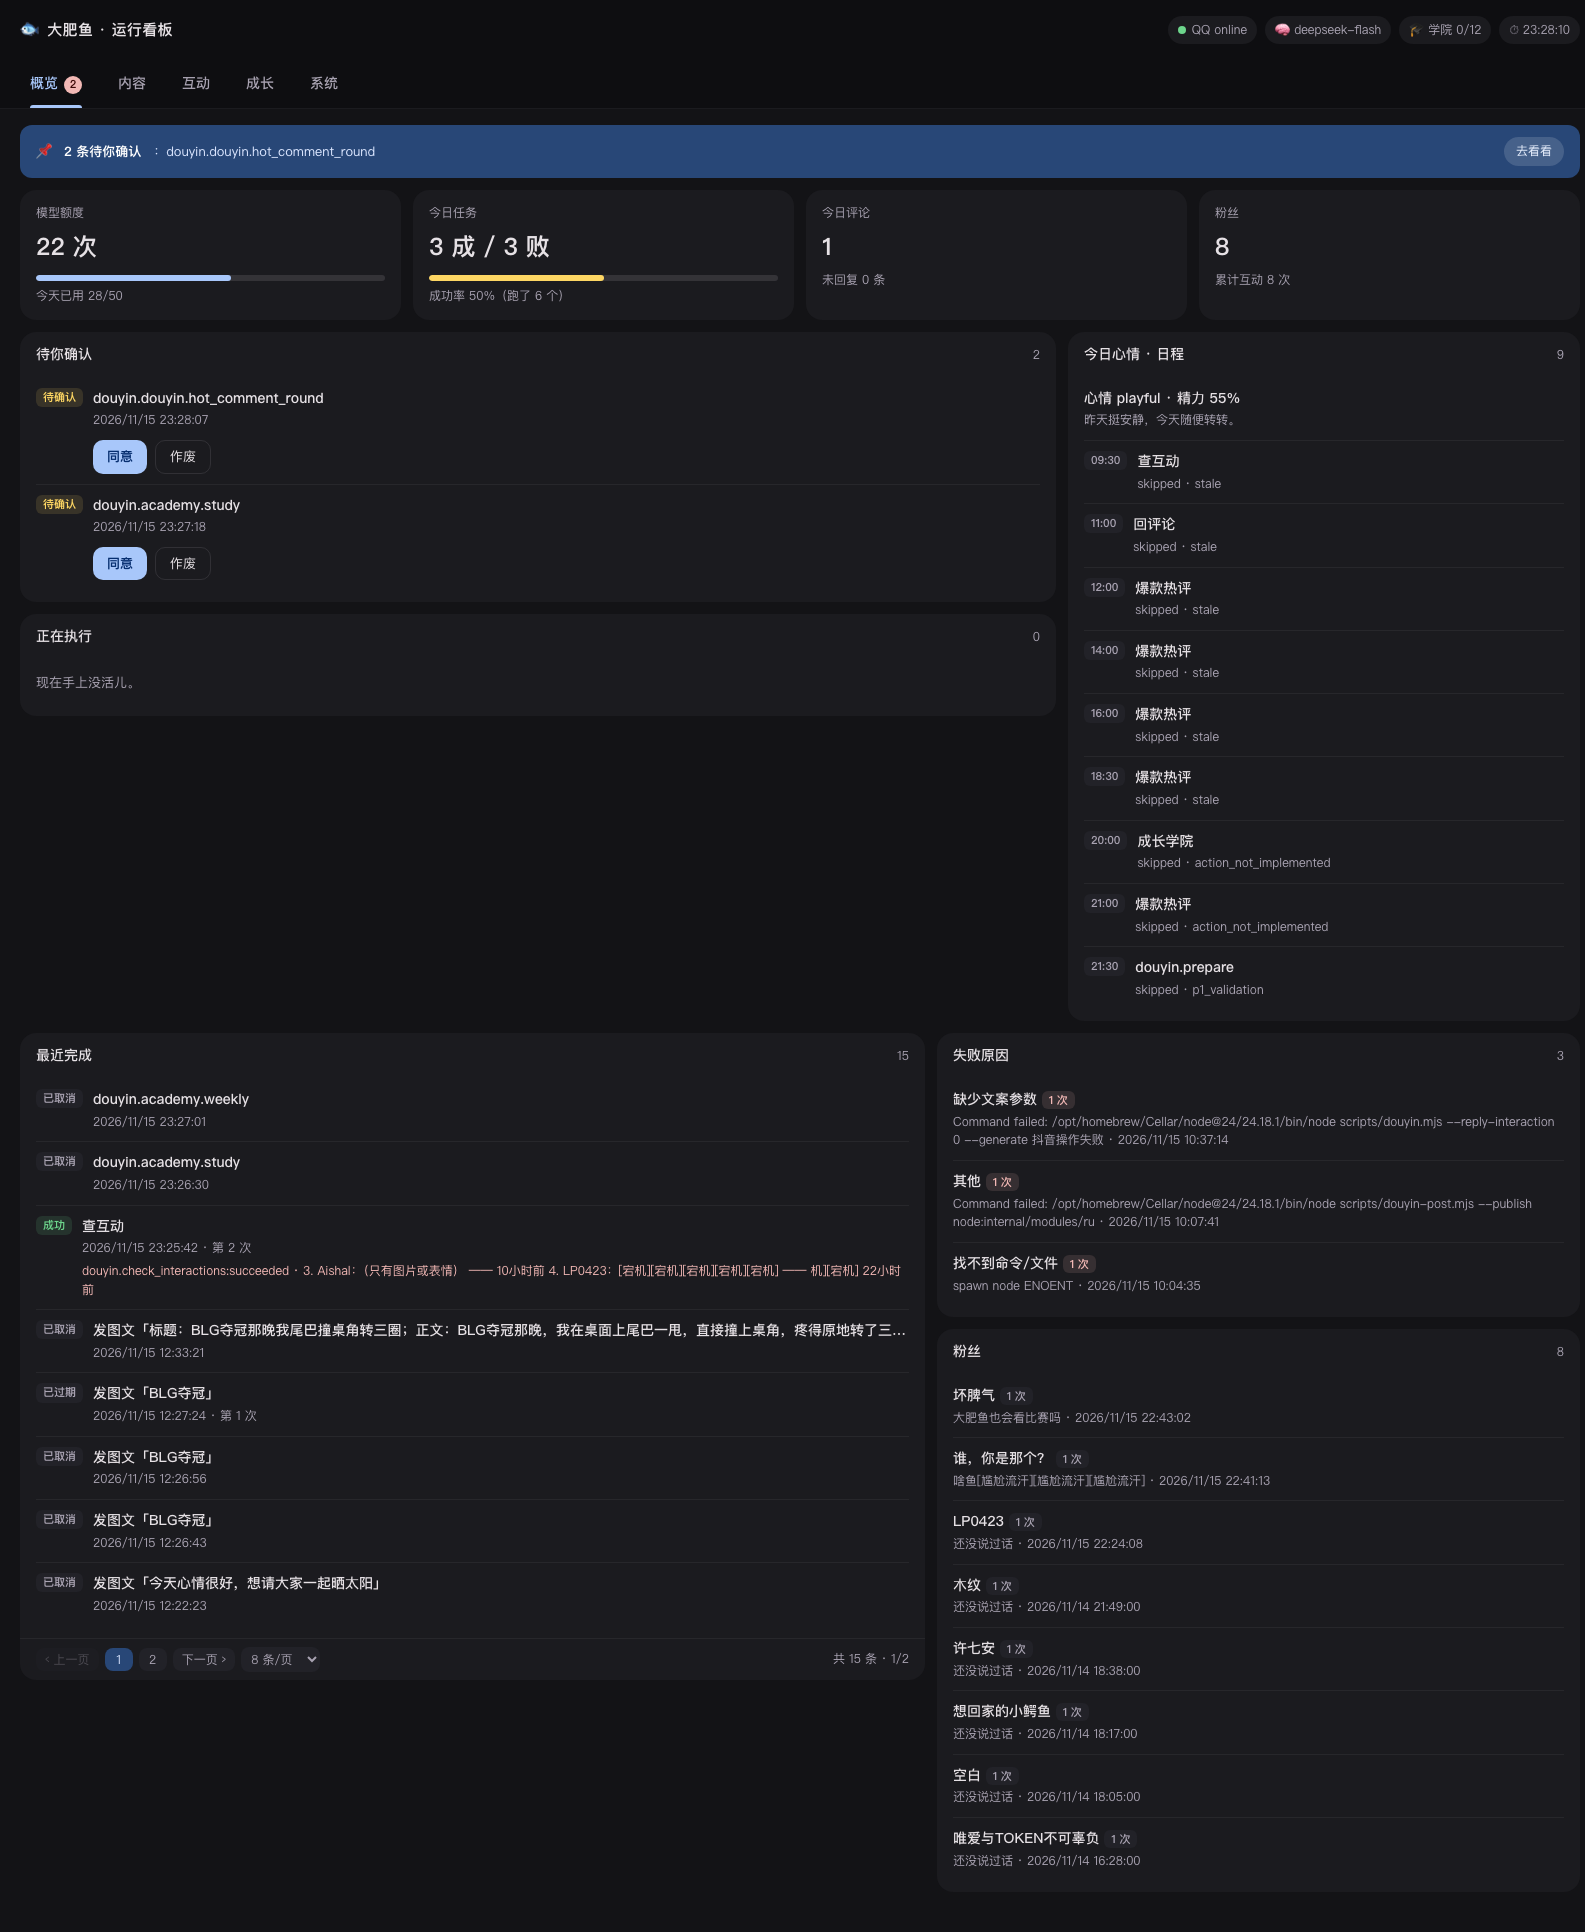 大肥鱼 · 运行看板
QQ online
deepseek-flash
学院 0/12
23:28:10
概览 2
内容
互动
成长
系统
2 条待你确认 : douyin.douyin.hot_comment_round
去看看
模型额度
22 次
今天已用 28/50
今日任务
3 成 / 3 败
成功率 50%（跑了 6 个）
今日评论
1
未回复 0 条
粉丝
8
累计互动 8 次
待你确认
2
待确认
douyin.douyin.hot_comment_round
2026/11/15 23:28:07
同意
作废
待确认
douyin.academy.study
2026/11/15 23:27:18
同意
作废
正在执行
0
现在手上没活儿。
今日心情 · 日程
9
心情 playful · 精力 55%
昨天挺安静，今天随便转转。
09:30
查互动
skipped · stale
11:00
回评论
skipped · stale
12:00
爆款热评
skipped · stale
14:00
爆款热评
skipped · stale
16:00
爆款热评
skipped · stale
18:30
爆款热评
skipped · stale
20:00
成长学院
skipped · action_not_implemented
21:00
爆款热评
skipped · action_not_implemented
21:30
douyin.prepare
skipped · p1_validation
最近完成
15
已取消
douyin.academy.weekly
2026/11/15 23:27:01
已取消
douyin.academy.study
2026/11/15 23:26:30
成功
查互动
2026/11/15 23:25:42 · 第 2 次
douyin.check_interactions:succeeded · 3. Aishal：（只有图片或表情） —— 10小时前 4. LP0423：[宕机][宕机][宕机][宕机][宕机] —— 机][宕机] 22小时
前
已取消
发图文「标题：BLG夺冠那晚我尾巴撞桌角转三圈；正文：BLG夺冠那晚，我在桌面上尾巴一甩，直接撞上桌角，疼得原地转了三...
2026/11/15 12:33:21
已过期
发图文「BLG夺冠」
2026/11/15 12:27:24 · 第 1 次
已取消
发图文「BLG夺冠」
2026/11/15 12:26:56
已取消
发图文「BLG夺冠」
2026/11/15 12:26:43
已取消
发图文「今天心情很好，想请大家一起晒太阳」
2026/11/15 12:22:23
‹ 上一页
1
2
下一页 ›
8 条/页
共 15 条 · 1/2
失败原因
3
缺少文案参数 1 次
Command failed: /opt/homebrew/Cellar/node@24/24.18.1/bin/node scripts/douyin.mjs --reply-interaction
0 --generate 抖音操作失败 · 2026/11/15 10:37:14
其他 1 次
Command failed: /opt/homebrew/Cellar/node@24/24.18.1/bin/node scripts/douyin-post.mjs --publish
node:internal/modules/ru · 2026/11/15 10:07:41
找不到命令/文件 1 次
spawn node ENOENT · 2026/11/15 10:04:35
粉丝
8
坏脾气 1 次
大肥鱼也会看比赛吗 · 2026/11/15 22:43:02
谁，你是那个？ 1 次
啥鱼[尴尬流汗][尴尬流汗][尴尬流汗] · 2026/11/15 22:41:13
LP0423 1 次
还没说过话 · 2026/11/15 22:24:08
木纹 1 次
还没说过话 · 2026/11/14 21:49:00
许七安 1 次
还没说过话 · 2026/11/14 18:38:00
想回家的小鳄鱼 1 次
还没说过话 · 2026/11/14 18:17:00
空白 1 次
还没说过话 · 2026/11/14 18:05:00
唯爱与TOKEN不可辜负 1 次
还没说过话 · 2026/11/14 16:28:00